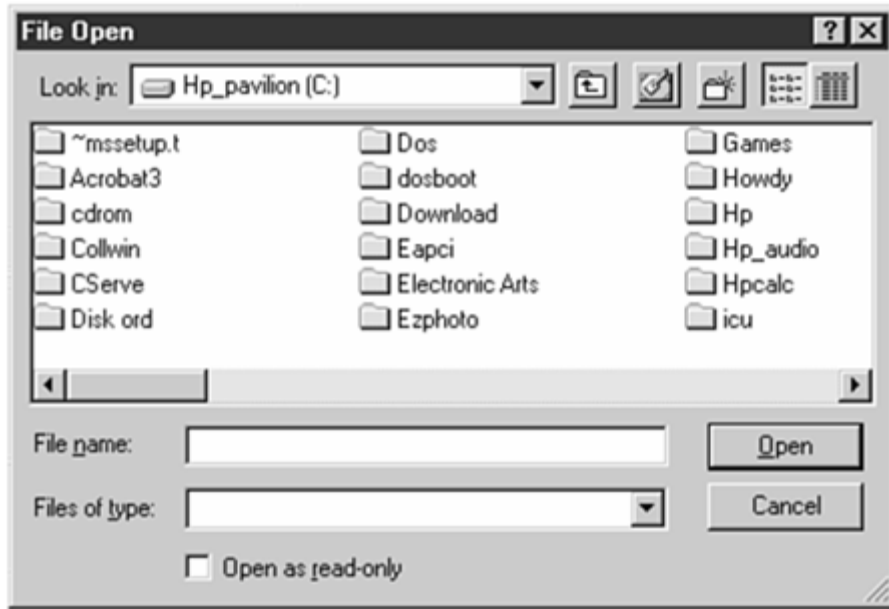 File Open
Look in: Hp_pavilion (C:)
~mssetup.t
Acrobat3
cdrom
Collwin
CServe
Disk ord
Dos
dosboot
Download
Eapci
Electronic Arts
Ezphoto
Games
Howdy
Hp
Hp_audio
Hpcalc
icu
File name:
Open
Files of type:
Cancel
Open as read-only